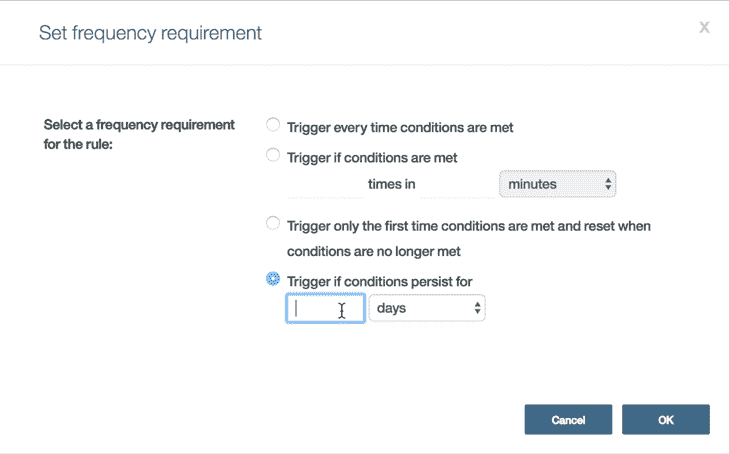 Set frequency requirement
X
Select a frequency requirement
for the rule:
Trigger every time conditions are met
Trigger if conditions are met
times in
minutes
Trigger only the first time conditions are met and reset when
conditions are no longer met
Trigger if conditions persist for
days
Cancel
OK